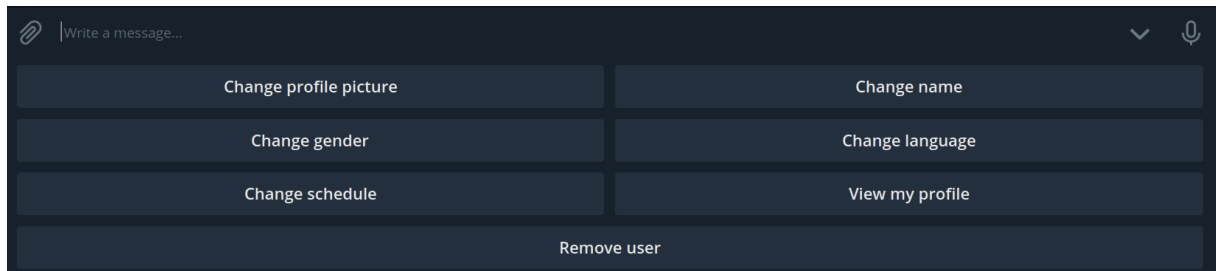 Write a message...
Change profile picture
Change name
Change gender
Change language
Change schedule
View my profile
Remove user